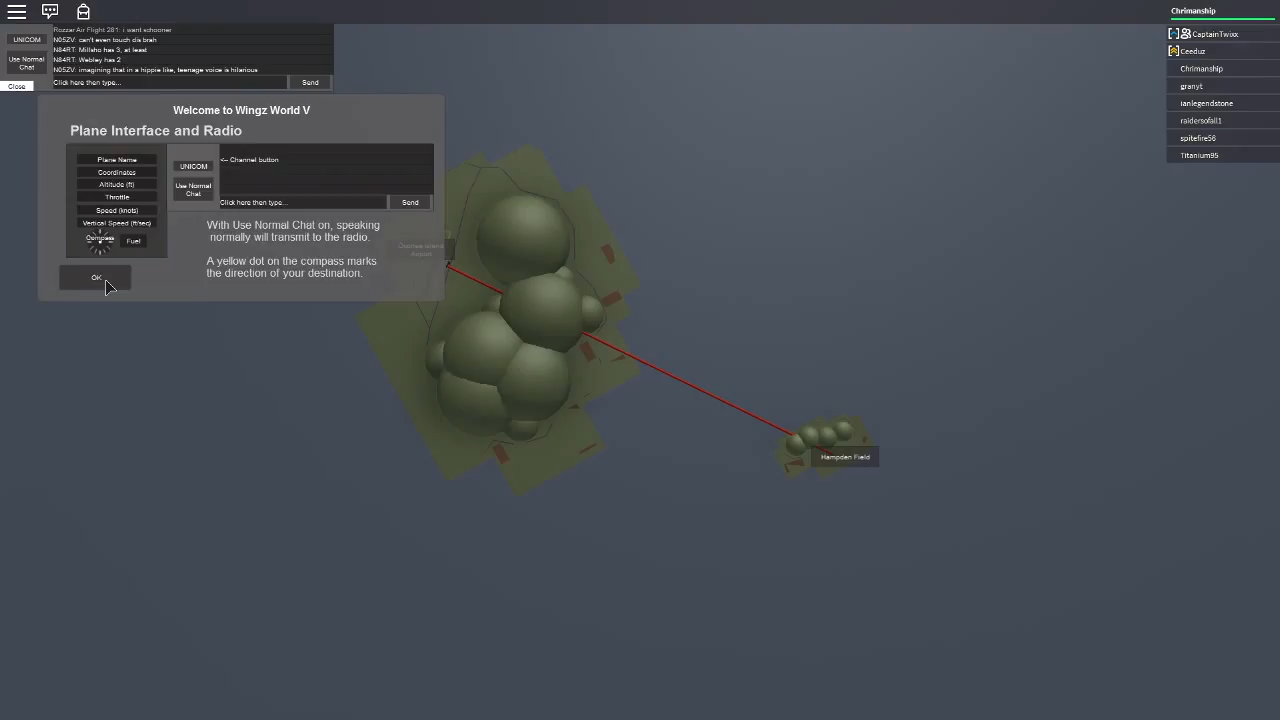 Chrimanship
Rozzar Air Flight 281: i want schooner
UNICOM
N05ZV: can't even touch dis brah
N84RT: Millsho has 3, at least
Use Normal Chat
N84RT: Webley has 2
N05ZV: imagining that in a hippie like, teenage voice is hilarious
Close
Click here then type...
Send
CaptainTwixx
Ceeduz
Chrimanship
granyt
ianlegendstone
raidersofall1
spitefire56
Titanium95
Welcome to Wingz World V
Plane Interface and Radio
Plane Name
Coordinates
Altitude (ft)
Throttle
Speed (knots)
Vertical Speed (ft/sec)
Compass
Fuel
UNICOM
<-- Channel button
Use Normal
Chat
Click here then type...
Send
With Use Normal Chat on, speaking
normally will transmit to the radio.
A yellow dot on the compass marks
the direction of your destination.
OK
Hampden Field